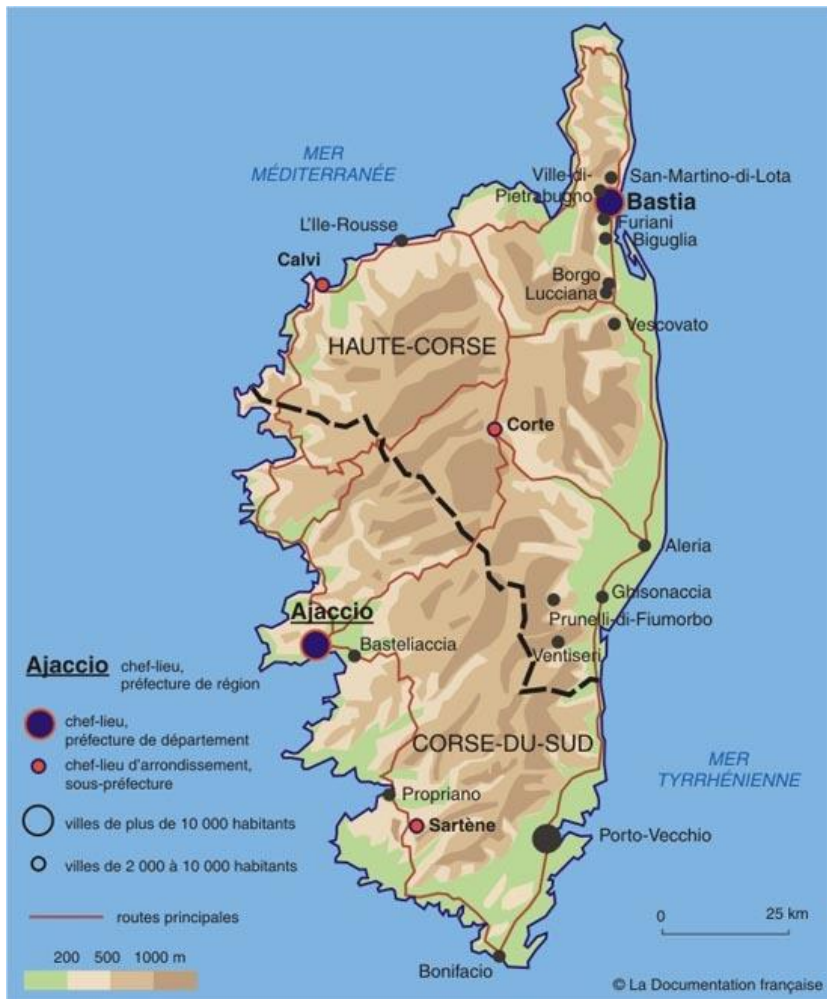 MER
MÉDITERRANÉE
Ville-di-
Pietrabugno
San-Martino-di-Lota
Bastia
Furiani
Biguglia
L'Ile-Rousse
Calvi
Borgo
Lucciana
Vescovato
HAUTE-CORSE
Corte
Aleria
Ghisonaccia
Prunelli-di-Fiumorbo
Ventiseri
Ajaccio
Basteliaccia
CORSE-DU-SUD
MER
TYRRHÉNIENNE
Propriano
Sartène
Porto-Vecchio
Bonifacio
Ajaccio chef-lieu,
préfecture de région
chef-lieu,
préfecture de département
chef-lieu d'arrondissement,
sous-préfecture
villes de plus de 10 000 habitants
villes de 2 000 à 10 000 habitants
routes principales
200 500 1000 m
0 25 km
© La Documentation française